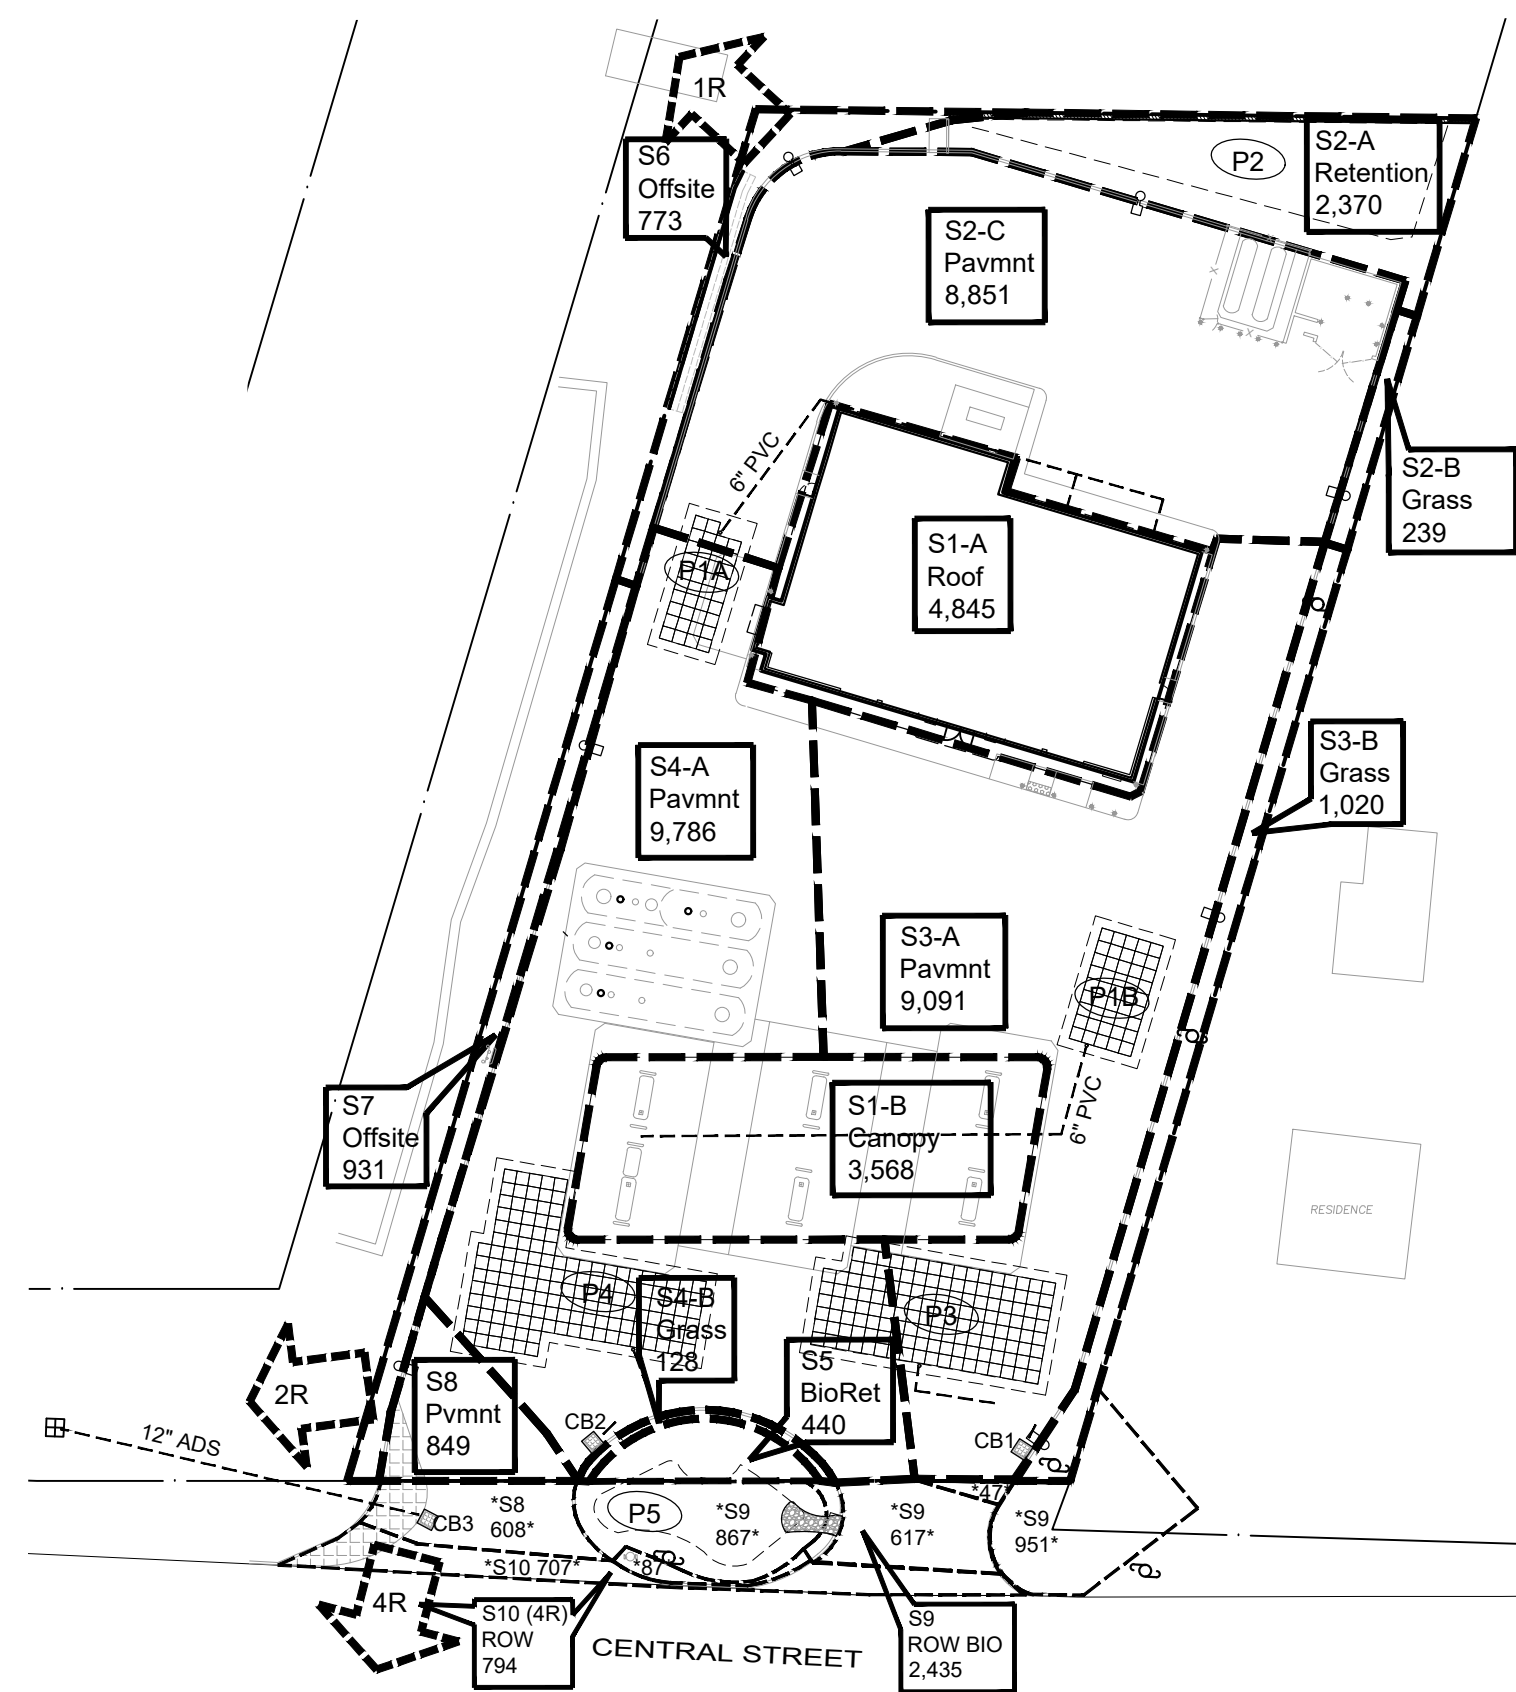 1R
S6
Offsite
773
P2
S2-A
Retention
2,370
S2-C
Pavmnt
8,851
6" PVC
S2-B
Grass
239
P1A
S1-A
Roof
4,845
S4-A
Pavmnt
9,786
S3-B
Grass
1,020
S3-A
Pavmnt
9,091
P1B
S7
Offsite
931
S1-B
Canopy
3,568
6" PVC
RESIDENCE
P4
S4-B
Grass
128
P3
S5
BioRet
440
2R
S8
Pvmnt
849
12" ADS
CB2
CB1
CB3
*S8
608*
P5
*S9
867*
*S9
617*
*47*
*S9
951*
*S10 707*
*87*
4R
S10 (4R)
ROW
794
S9
ROW BIO
2,435
CENTRAL STREET